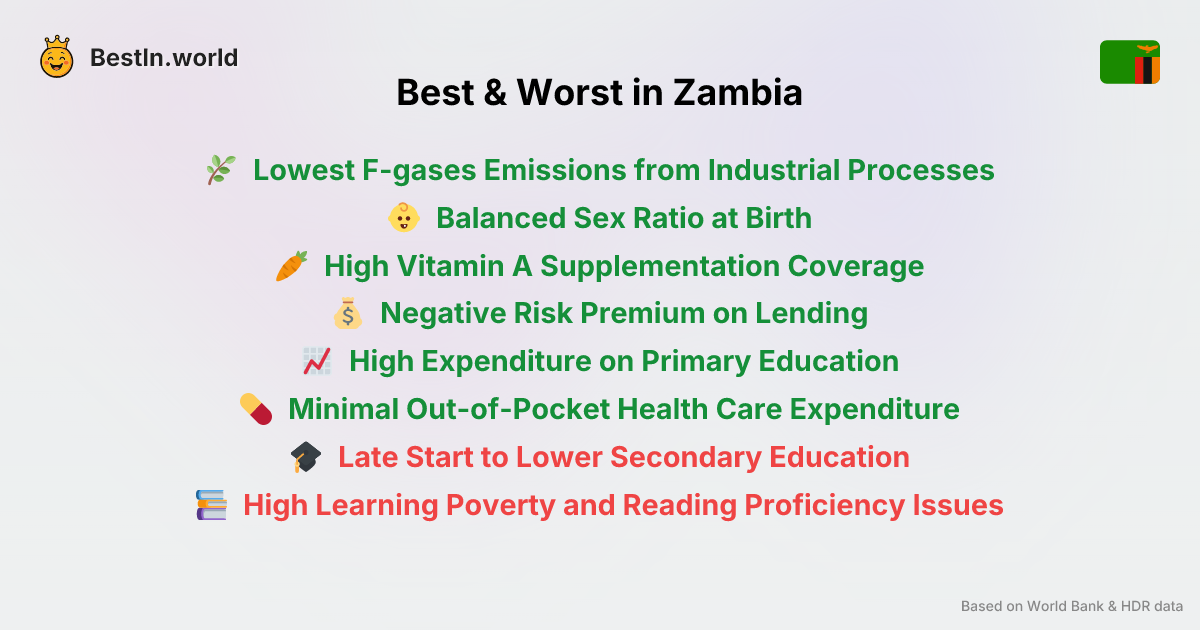 BestIn.world
Best & Worst in Zambia
Lowest F-gases Emissions from Industrial Processes
Balanced Sex Ratio at Birth
High Vitamin A Supplementation Coverage
Negative Risk Premium on Lending
High Expenditure on Primary Education
Minimal Out-of-Pocket Health Care Expenditure
Late Start to Lower Secondary Education
High Learning Poverty and Reading Proficiency Issues
Based on World Bank & HDR data